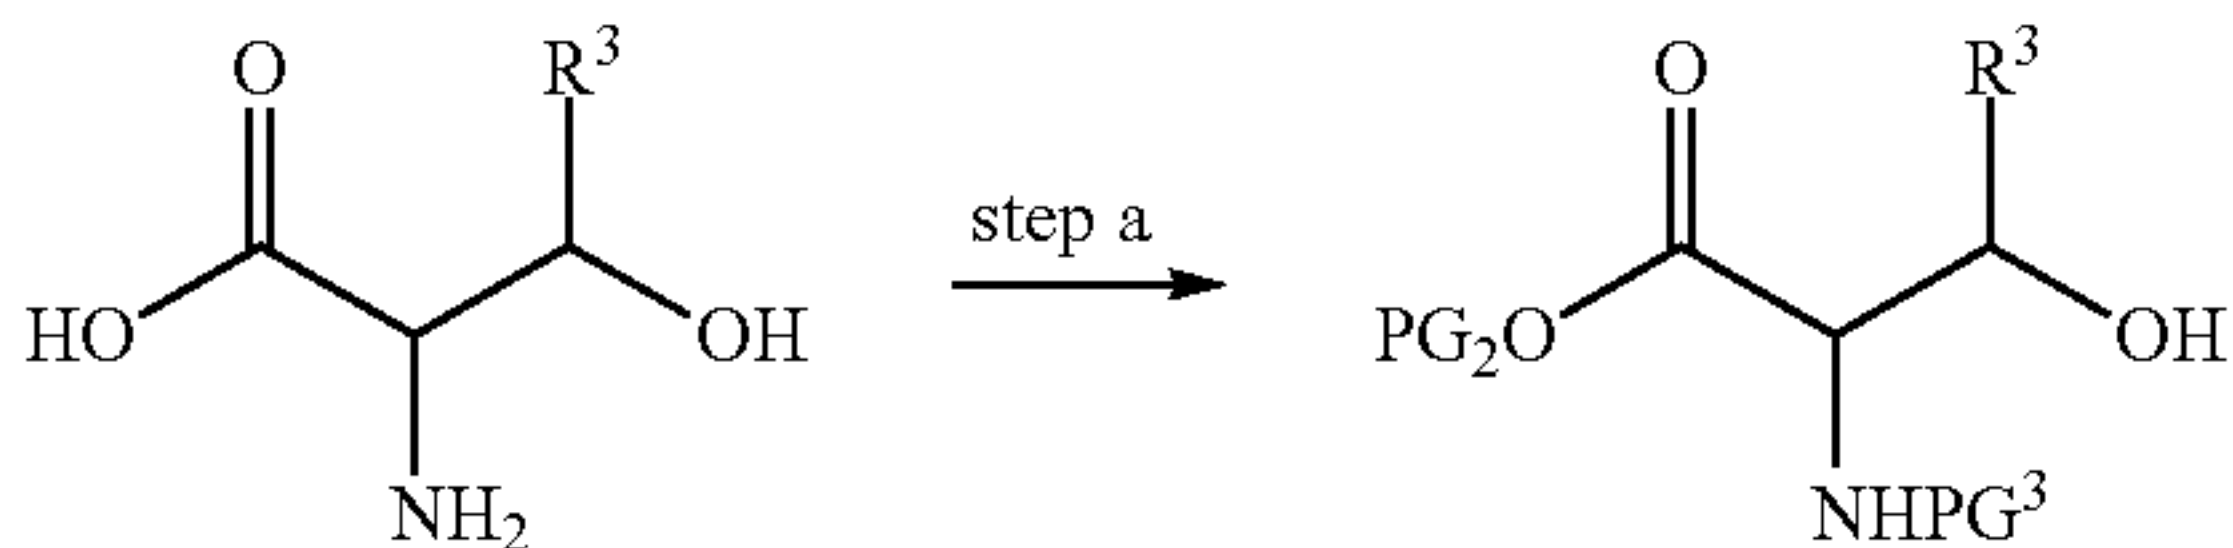 O R³ O R³
step a
HO OH PG₂O OH
NH₂ NHPG³